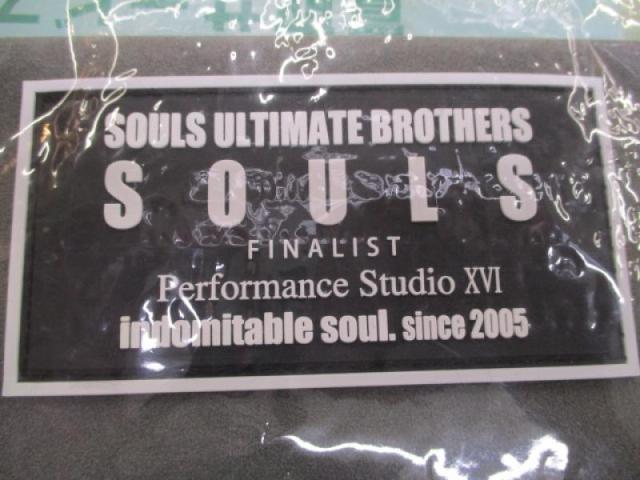 SOULS ULTIMATE BROTHERS
SOULS
FINALIST
Performance Studio XVI
indomitable soul. since 2005